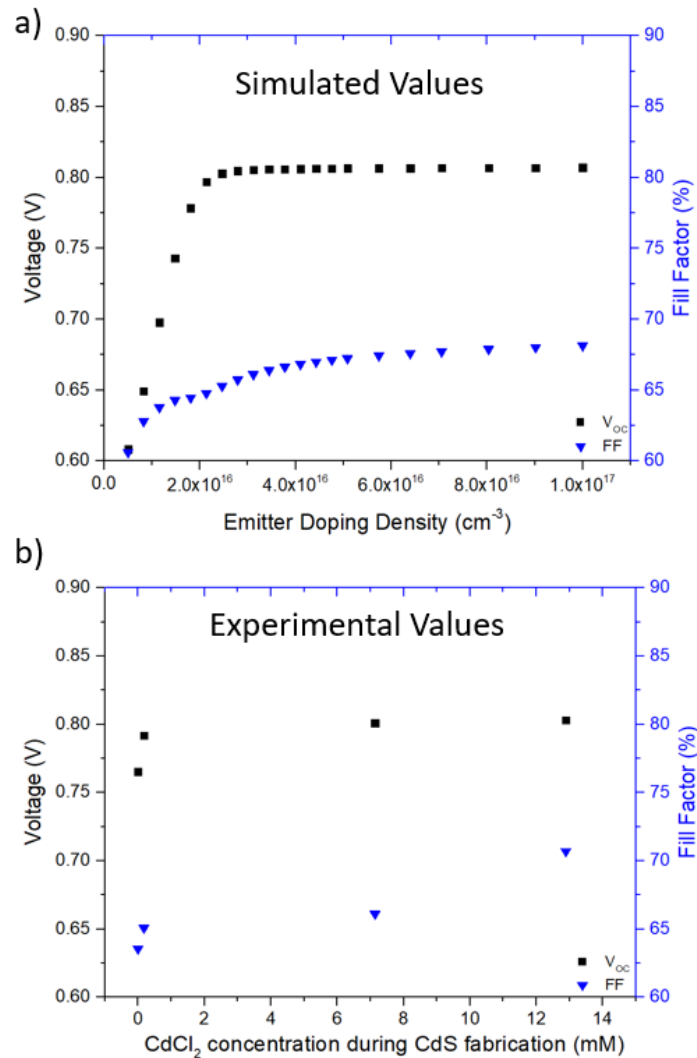 a)
Simulated Values
0.90
0.85
0.80
0.75
0.70
0.65
0.60
Voltage (V)
90
85
80
75
70
65
60
Fill Factor (%)
V_OC
FF
0.0
2.0x10^16
4.0x10^16
6.0x10^16
8.0x10^16
1.0x10^17
Emitter Doping Density (cm^-3)
b)
Experimental Values
0.90
0.85
0.80
0.75
0.70
0.65
0.60
Voltage (V)
90
85
80
75
70
65
60
Fill Factor (%)
V_OC
FF
0
2
4
6
8
10
12
14
CdCl₂ concentration during CdS fabrication (mM)